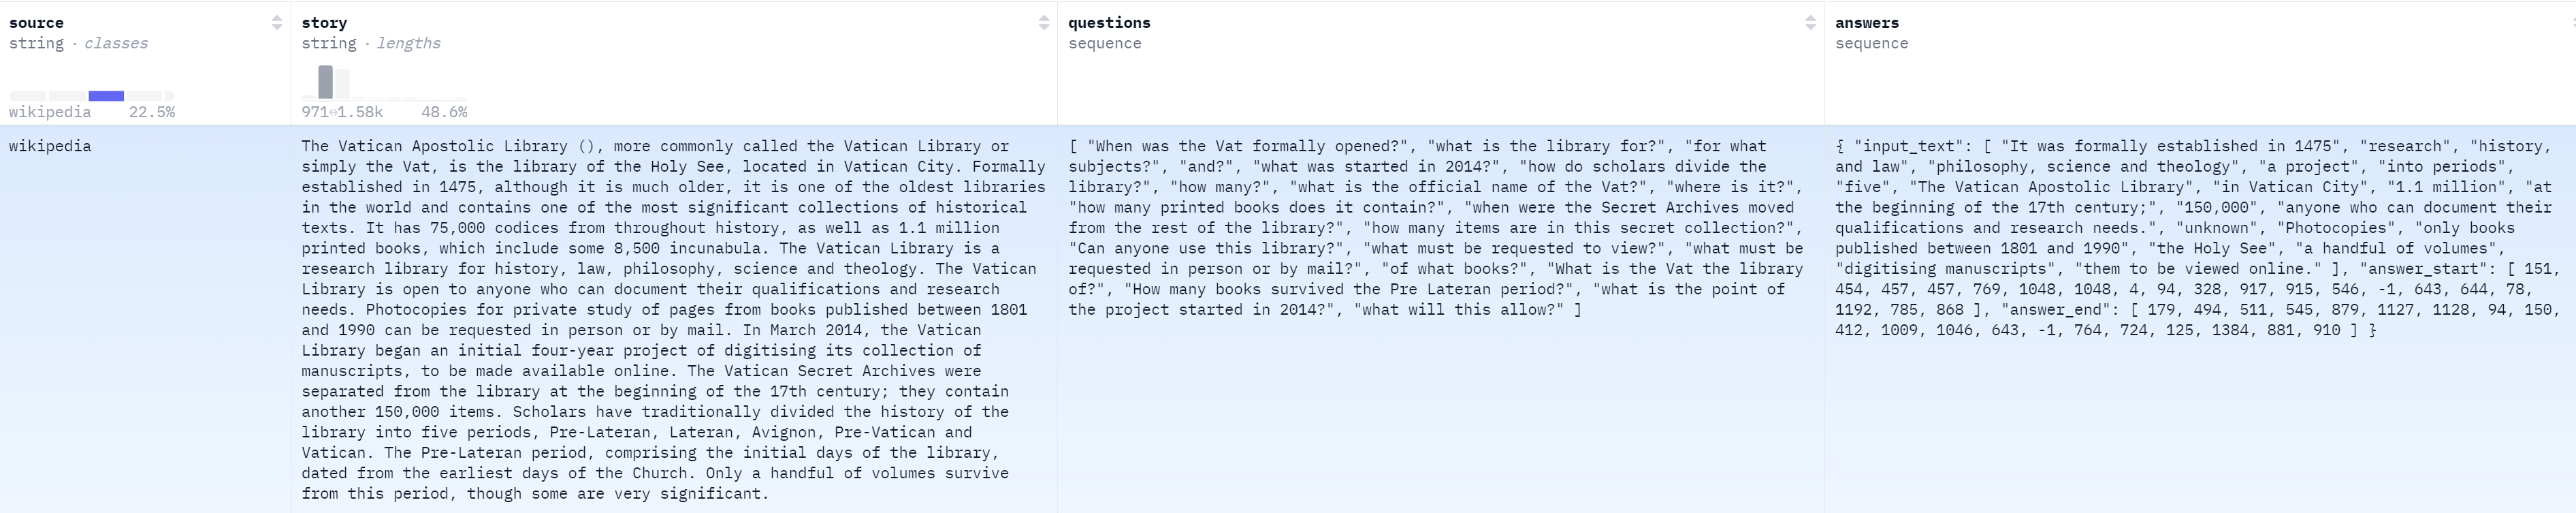 source
string · classes
wikipedia 22.5%
story
string · lengths
971↔1.58k 48.6%
questions
sequence
answers
sequence
wikipedia
The Vatican Apostolic Library (), more commonly called the Vatican Library or
simply the Vat, is the library of the Holy See, located in Vatican City. Formally
established in 1475, although it is much older, it is one of the oldest libraries
in the world and contains one of the most significant collections of historical
texts. It has 75,000 codices from throughout history, as well as 1.1 million
printed books, which include some 8,500 incunabula. The Vatican Library is a
research library for history, law, philosophy, science and theology. The Vatican
Library is open to anyone who can document their qualifications and research
needs. Photocopies for private study of pages from books published between 1801
and 1990 can be requested in person or by mail. In March 2014, the Vatican
Library began an initial four-year project of digitising its collection of
manuscripts, to be made available online. The Vatican Secret Archives were
separated from the library at the beginning of the 17th century; they contain
another 150,000 items. Scholars have traditionally divided the history of the
library into five periods, Pre-Lateran, Lateran, Avignon, Pre-Vatican and
Vatican. The Pre-Lateran period, comprising the initial days of the library,
dated from the earliest days of the Church. Only a handful of volumes survive
from this period, though some are very significant.
[ "When was the Vat formally opened?", "what is the library for?", "for what
subjects?", "and?", "what was started in 2014?", "how do scholars divide the
library?", "how many?", "what is the official name of the Vat?", "where is it?",
"how many printed books does it contain?", "when were the Secret Archives moved
from the rest of the library?", "how many items are in this secret collection?",
"Can anyone use this library?", "what must be requested to view?", "what must be
requested in person or by mail?", "of what books?", "What is the Vat the library
of?", "How many books survived the Pre Lateran period?", "what is the point of
the project started in 2014?", "what will this allow?" ]
{ "input_text": [ "It was formally established in 1475", "research", "history,
and law", "philosophy, science and theology", "a project", "into periods",
"five", "The Vatican Apostolic Library", "in Vatican City", "1.1 million", "at
the beginning of the 17th century;", "150,000", "anyone who can document their
qualifications and research needs.", "unknown", "Photocopies", "only books
published between 1801 and 1990", "the Holy See", "a handful of volumes",
"digitising manuscripts", "them to be viewed online." ], "answer_start": [ 151,
454, 457, 457, 769, 1048, 1048, 4, 94, 328, 917, 915, 546, -1, 643, 644, 78,
1192, 785, 868 ], "answer_end": [ 179, 494, 511, 545, 879, 1127, 1128, 94, 150,
412, 1009, 1046, 643, -1, 764, 724, 125, 1384, 881, 910 ] }